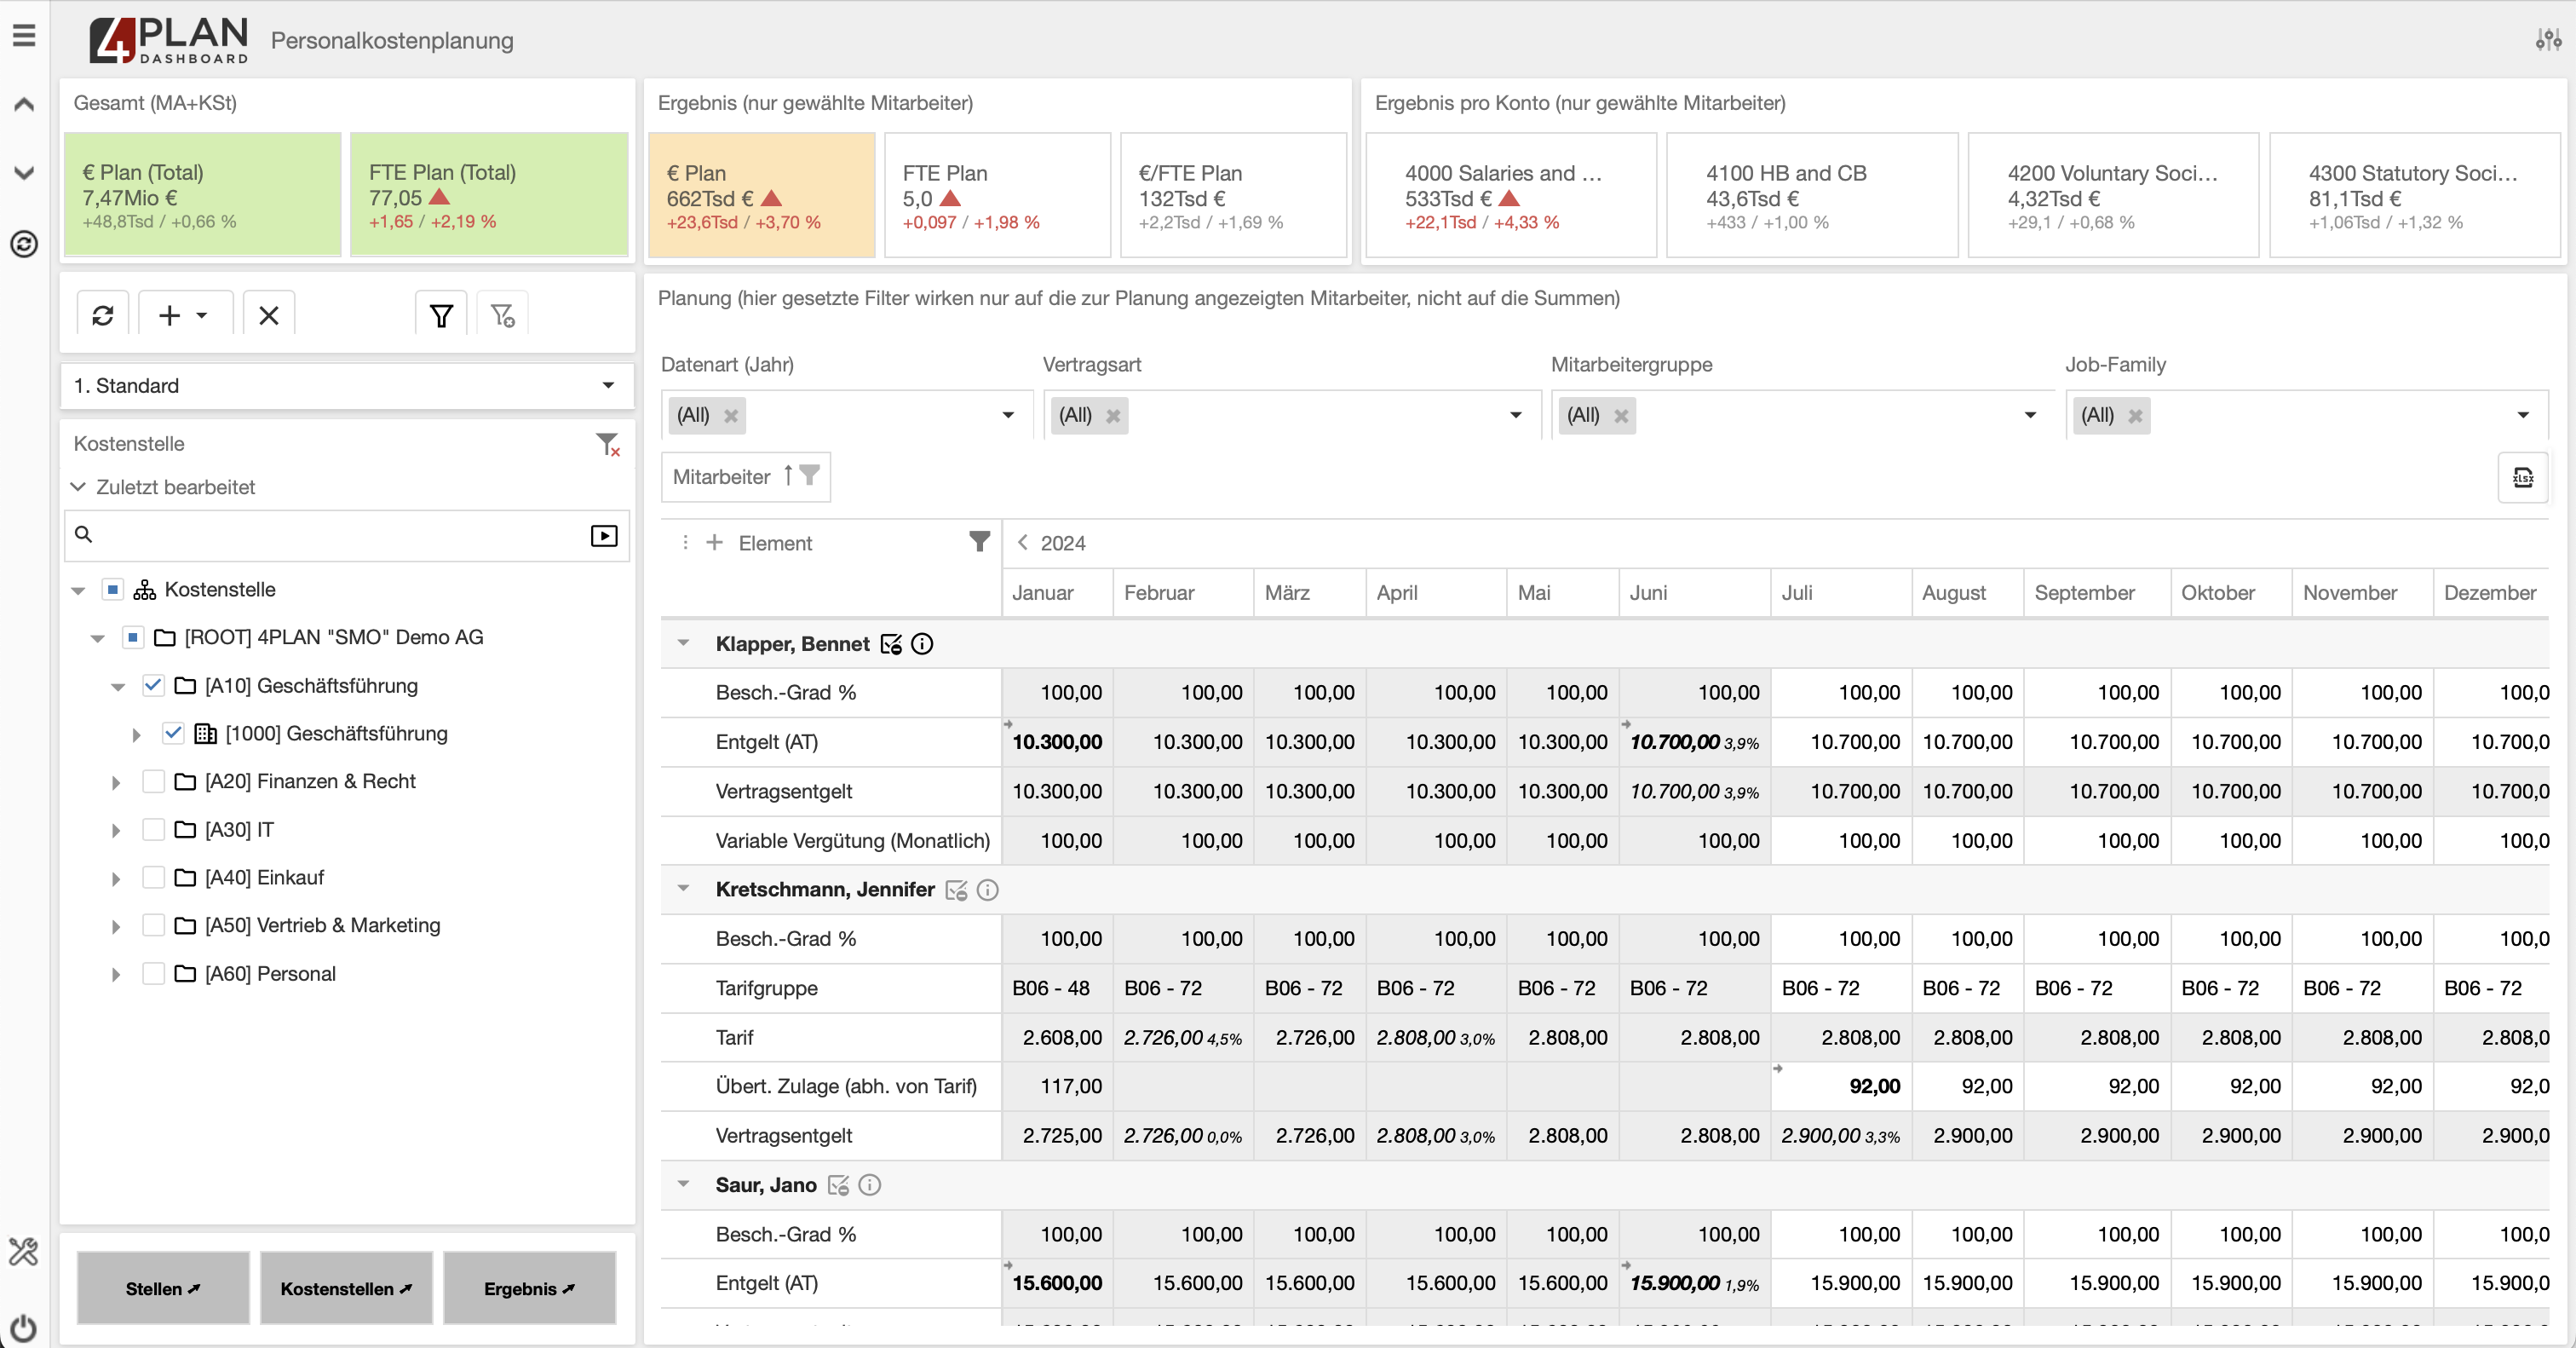 4PLAN DASHBOARD Personalkostenplanung
Gesamt (MA+KSt)
€ Plan (Total)
7,47Mio €
+48,8Tsd / +0,66 %
FTE Plan (Total)
77,05
+1,65 / +2,19 %
Ergebnis (nur gewählte Mitarbeiter)
€ Plan
662Tsd €
+23,6Tsd / +3,70 %
FTE Plan
5,0
+0,097 / +1,98 %
€/FTE Plan
132Tsd €
+2,2Tsd / +1,69 %
Ergebnis pro Konto (nur gewählte Mitarbeiter)
4000 Salaries and ...
533Tsd €
+22,1Tsd / +4,33 %
4100 HB and CB
43,6Tsd €
+433 / +1,00 %
4200 Voluntary Soci...
4,32Tsd €
+29,1 / +0,68 %
4300 Statutory Soci...
81,1Tsd €
+1,06Tsd / +1,32 %
1. Standard
Kostenstelle
Zuletzt bearbeitet
Kostenstelle
[ROOT] 4PLAN "SMO" Demo AG
[A10] Geschäftsführung
[1000] Geschäftsführung
[A20] Finanzen & Recht
[A30] IT
[A40] Einkauf
[A50] Vertrieb & Marketing
[A60] Personal
Stellen Kostenstellen Ergebnis
Planung (hier gesetzte Filter wirken nur auf die zur Planung angezeigten Mitarbeiter, nicht auf die Summen)
Datenart (Jahr) Vertragsart Mitarbeitergruppe Job-Family
(All) (All) (All) (All)
Mitarbeiter
xlsx
Element 2024
Januar Februar März April Mai Juni Juli August September Oktober November Dezember
Klapper, Bennet
Besch.-Grad % 100,00 100,00 100,00 100,00 100,00 100,00 100,00 100,00 100,00 100,00 100,00 100,0
Entgelt (AT) 10.300,00 10.300,00 10.300,00 10.300,00 10.300,00 10.700,00 3,9% 10.700,00 10.700,00 10.700,00 10.700,00 10.700,00 10.700,0
Vertragsentgelt 10.300,00 10.300,00 10.300,00 10.300,00 10.300,00 10.700,00 3,9% 10.700,00 10.700,00 10.700,00 10.700,00 10.700,00 10.700,0
Variable Vergütung (Monatlich) 100,00 100,00 100,00 100,00 100,00 100,00 100,00 100,00 100,00 100,00 100,00 100,0
Kretschmann, Jennifer
Besch.-Grad % 100,00 100,00 100,00 100,00 100,00 100,00 100,00 100,00 100,00 100,00 100,00 100,0
Tarifgruppe B06 - 48 B06 - 72 B06 - 72 B06 - 72 B06 - 72 B06 - 72 B06 - 72 B06 - 72 B06 - 72 B06 - 72 B06 - 72 B06 - 72
Tarif 2.608,00 2.726,00 4,5% 2.726,00 2.808,00 3,0% 2.808,00 2.808,00 2.808,00 2.808,00 2.808,00 2.808,00 2.808,00 2.808,0
Übert. Zulage (abh. von Tarif) 117,00 92,00 92,00 92,00 92,00 92,00 92,0
Vertragsentgelt 2.725,00 2.726,00 0,0% 2.726,00 2.808,00 3,0% 2.808,00 2.808,00 2.900,00 3,3% 2.900,00 2.900,00 2.900,00 2.900,00 2.900,0
Saur, Jano
Besch.-Grad % 100,00 100,00 100,00 100,00 100,00 100,00 100,00 100,00 100,00 100,00 100,00 100,0
Entgelt (AT) 15.600,00 15.600,00 15.600,00 15.600,00 15.600,00 15.900,00 1,9% 15.900,00 15.900,00 15.900,00 15.900,00 15.900,00 15.900,0